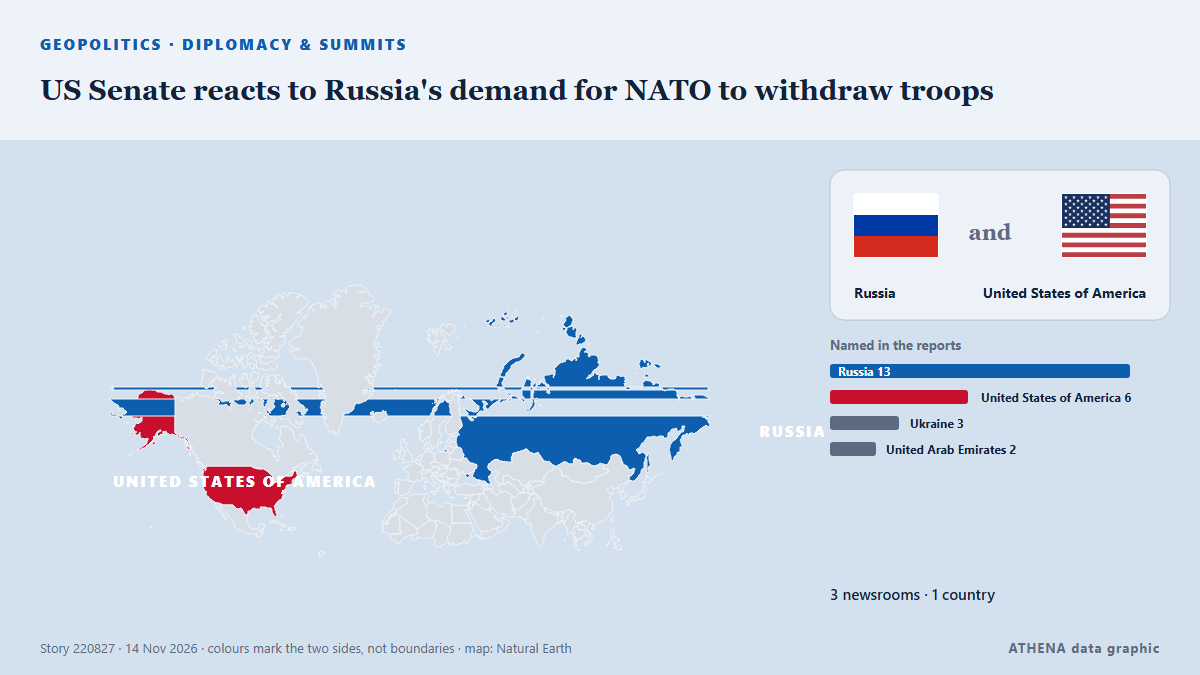 GEOPOLITICS · DIPLOMACY & SUMMITS
US Senate reacts to Russia's demand for NATO to withdraw troops
and
Russia
United States of America
Named in the reports
Russia 13
United States of America 6
Ukraine 3
United Arab Emirates 2
RUSSIA
UNITED STATES OF AMERICA
3 newsrooms · 1 country
Story 220827 · 14 Nov 2026 · colours mark the two sides, not boundaries · map: Natural Earth
ATHENA data graphic